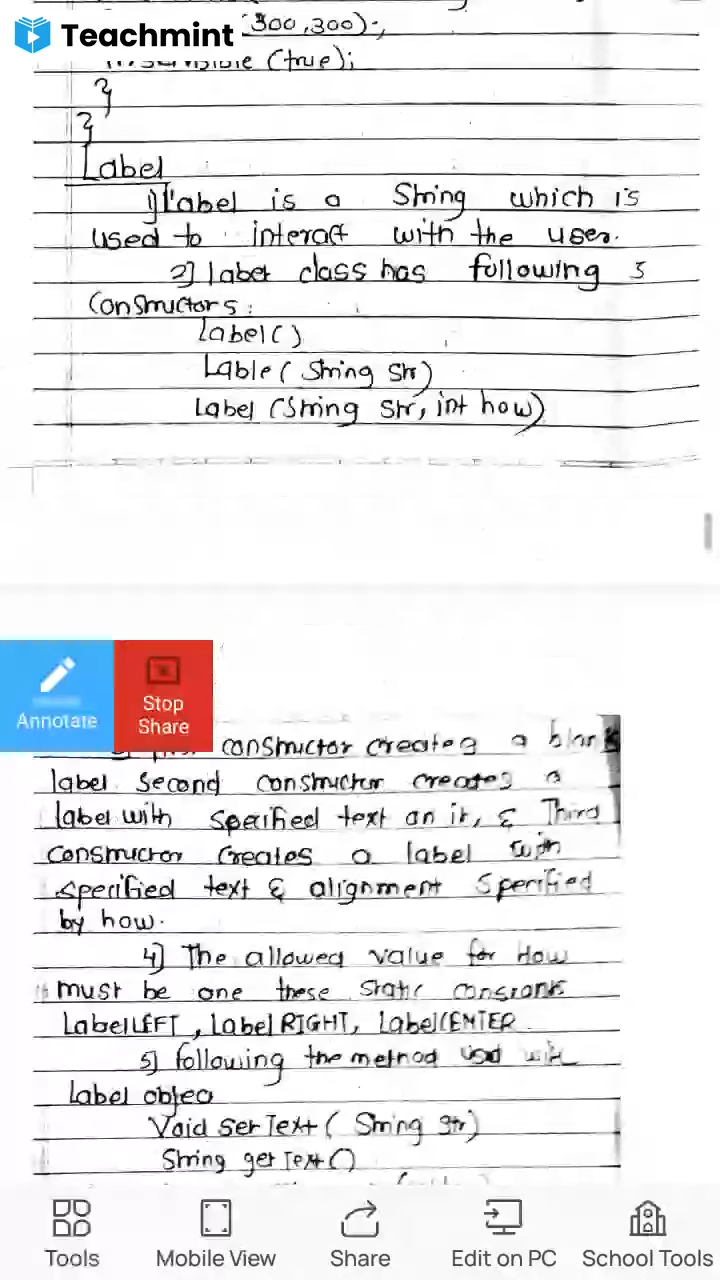 Teachmint 300,300);
(true);
}
}
Label
1] Label is a String which is
used to interact with the user.
2] label class has following 3
Constructors:
Label()
Lable( String str)
Label (String str, int how)
Annotate
Stop
Share
constructor creates a blank
label. Second constructor creates a
label with specified text on it, & Third
constructor creates a label with
specified text & alignment specified
by how.
4] The allowed value for How
must be one these static constants
Label LEFT, Label RIGHT, Label CENTER
5] following the method used with
Label object
Void setText( String str)
String getText()
Tools
Mobile View
Share
Edit on PC
School Tools